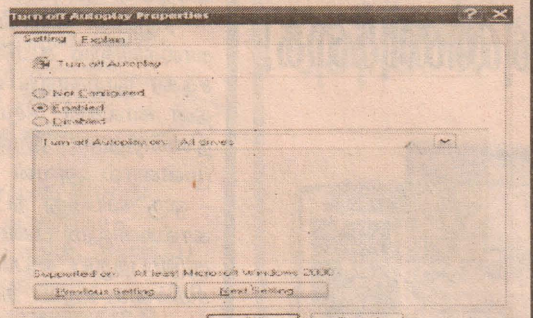 Turn off Autoplay Properties
Setting Explain
Turn off Autoplay
Not Configured
Enabled
Disabled
Turn off Autoplay on: All drives
Supported on: At least Microsoft Windows 2000
Previous Setting Next Setting